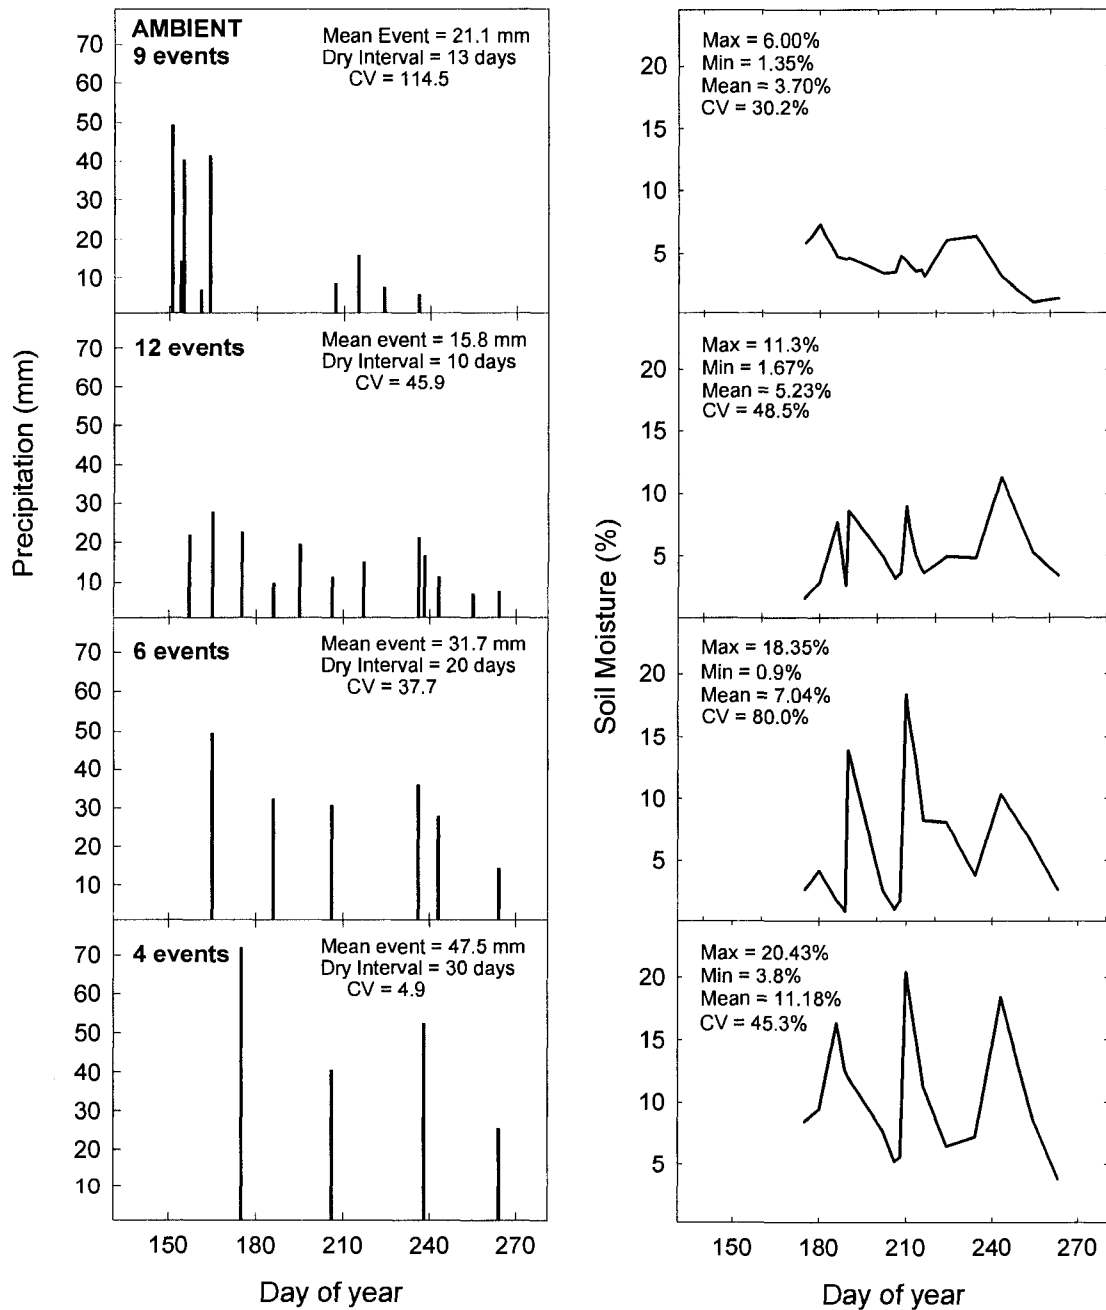 AMBIENT
9 events
Mean Event = 21.1 mm
Dry Interval = 13 days
CV = 114.5
70
60
50
40
30
20
10
12 events
Mean event = 15.8 mm
Dry Interval = 10 days
CV = 45.9
70
60
50
40
30
20
10
6 events
Mean event = 31.7 mm
Dry Interval = 20 days
CV = 37.7
70
60
50
40
30
20
10
4 events
Mean event = 47.5 mm
Dry Interval = 30 days
CV = 4.9
70
60
50
40
30
20
10
150 180 210 240 270
Day of year
Precipitation (mm)
Max = 6.00%
Min = 1.35%
Mean = 3.70%
CV = 30.2%
20
15
10
5
Max = 11.3%
Min = 1.67%
Mean = 5.23%
CV = 48.5%
20
15
10
5
Max = 18.35%
Min = 0.9%
Mean = 7.04%
CV = 80.0%
20
15
10
5
Max = 20.43%
Min = 3.8%
Mean = 11.18%
CV = 45.3%
20
15
10
5
150 180 210 240 270
Day of year
Soil Moisture (%)